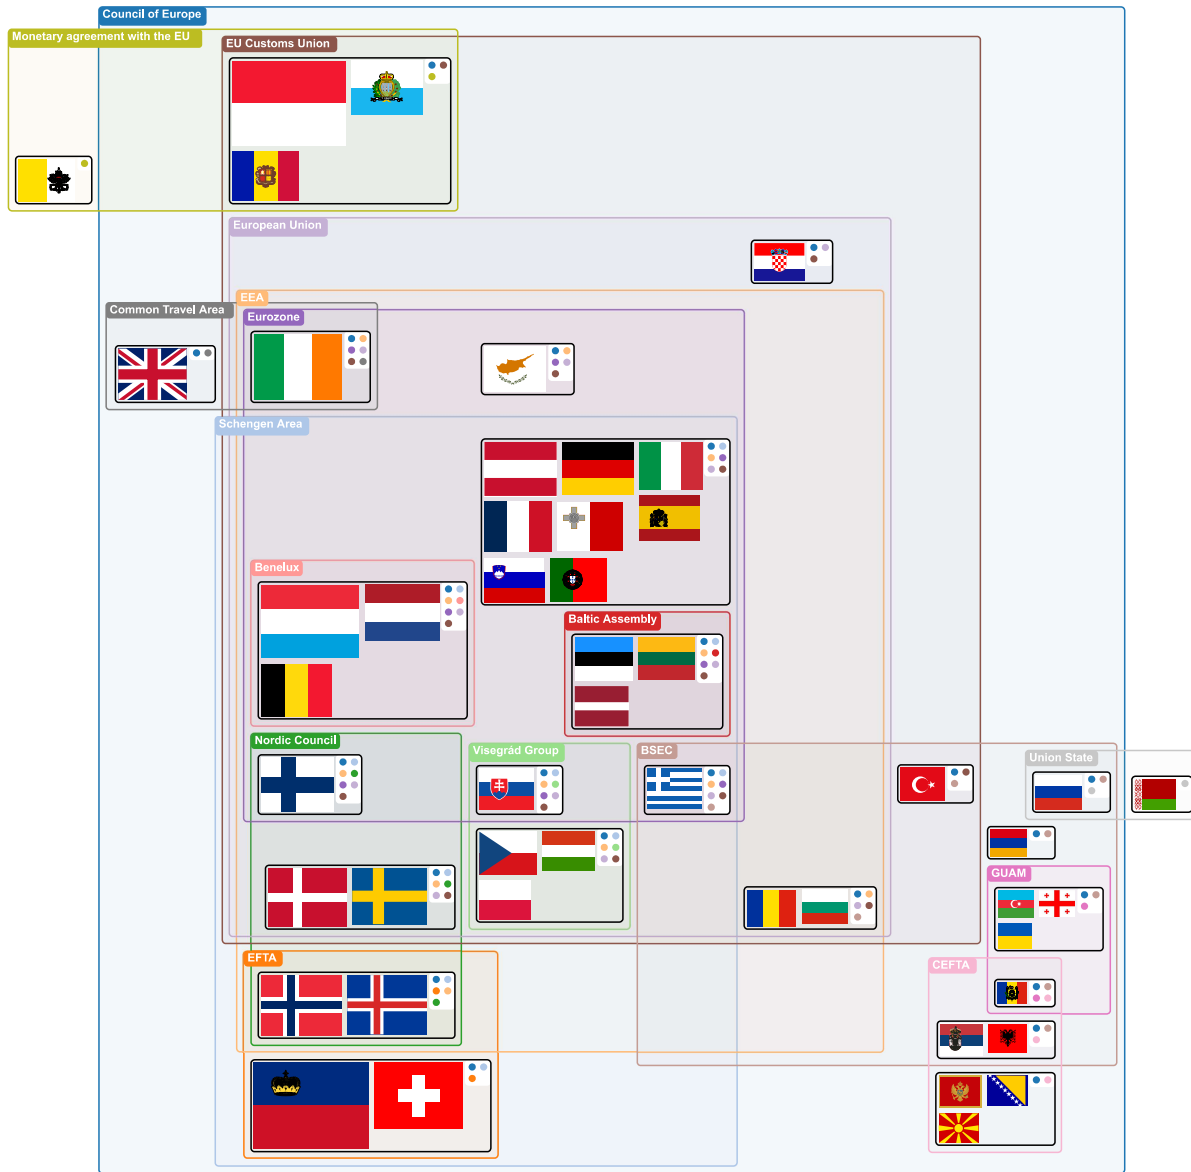 Council of Europe
Monetary agreement with the EU
EU Customs Union
European Union
EEA
Common Travel Area
Eurozone
Schengen Area
Benelux
Baltic Assembly
Nordic Council
Visegrád Group
BSEC
Union State
GUAM
EFTA
CEFTA